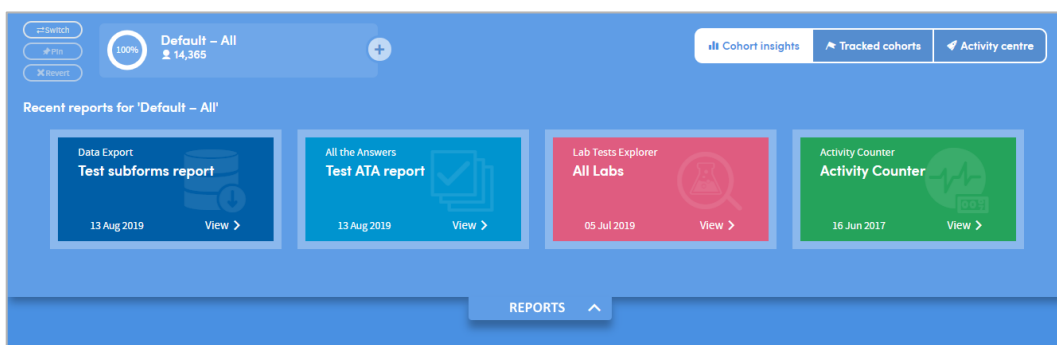 Switch
Pin
Revert
100%
Default – All
14,365
Cohort insights
Tracked cohorts
Activity centre
Recent reports for 'Default – All'
Data Export
Test subforms report
13 Aug 2019
View
All the Answers
Test ATA report
13 Aug 2019
View
Lab Tests Explorer
All Labs
05 Jul 2019
View
Activity Counter
Activity Counter
16 Jun 2017
View
REPORTS